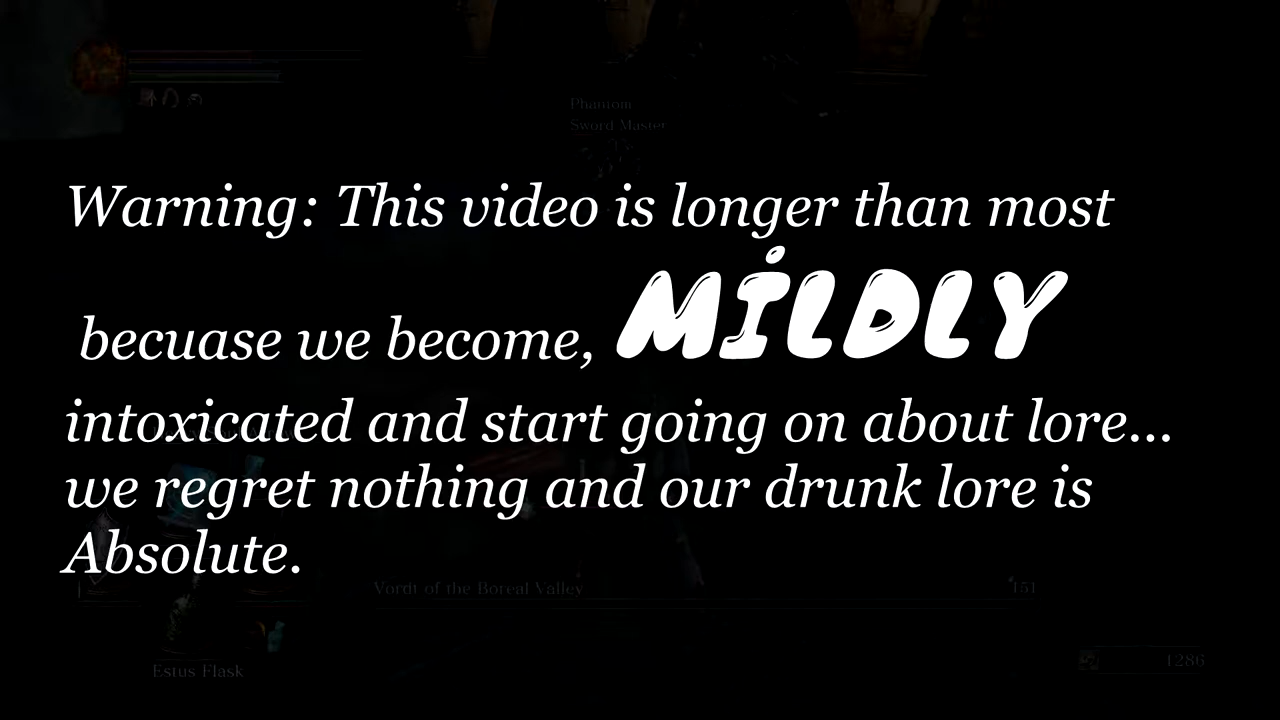 Phantom
Sword Master
Warning: This video is longer than most
becuase we become, MİLDLY
intoxicated and start going on about lore...
we regret nothing and our drunk lore is
Absolute.
Vordt of the Boreal Valley 151
1286
Estus Flask